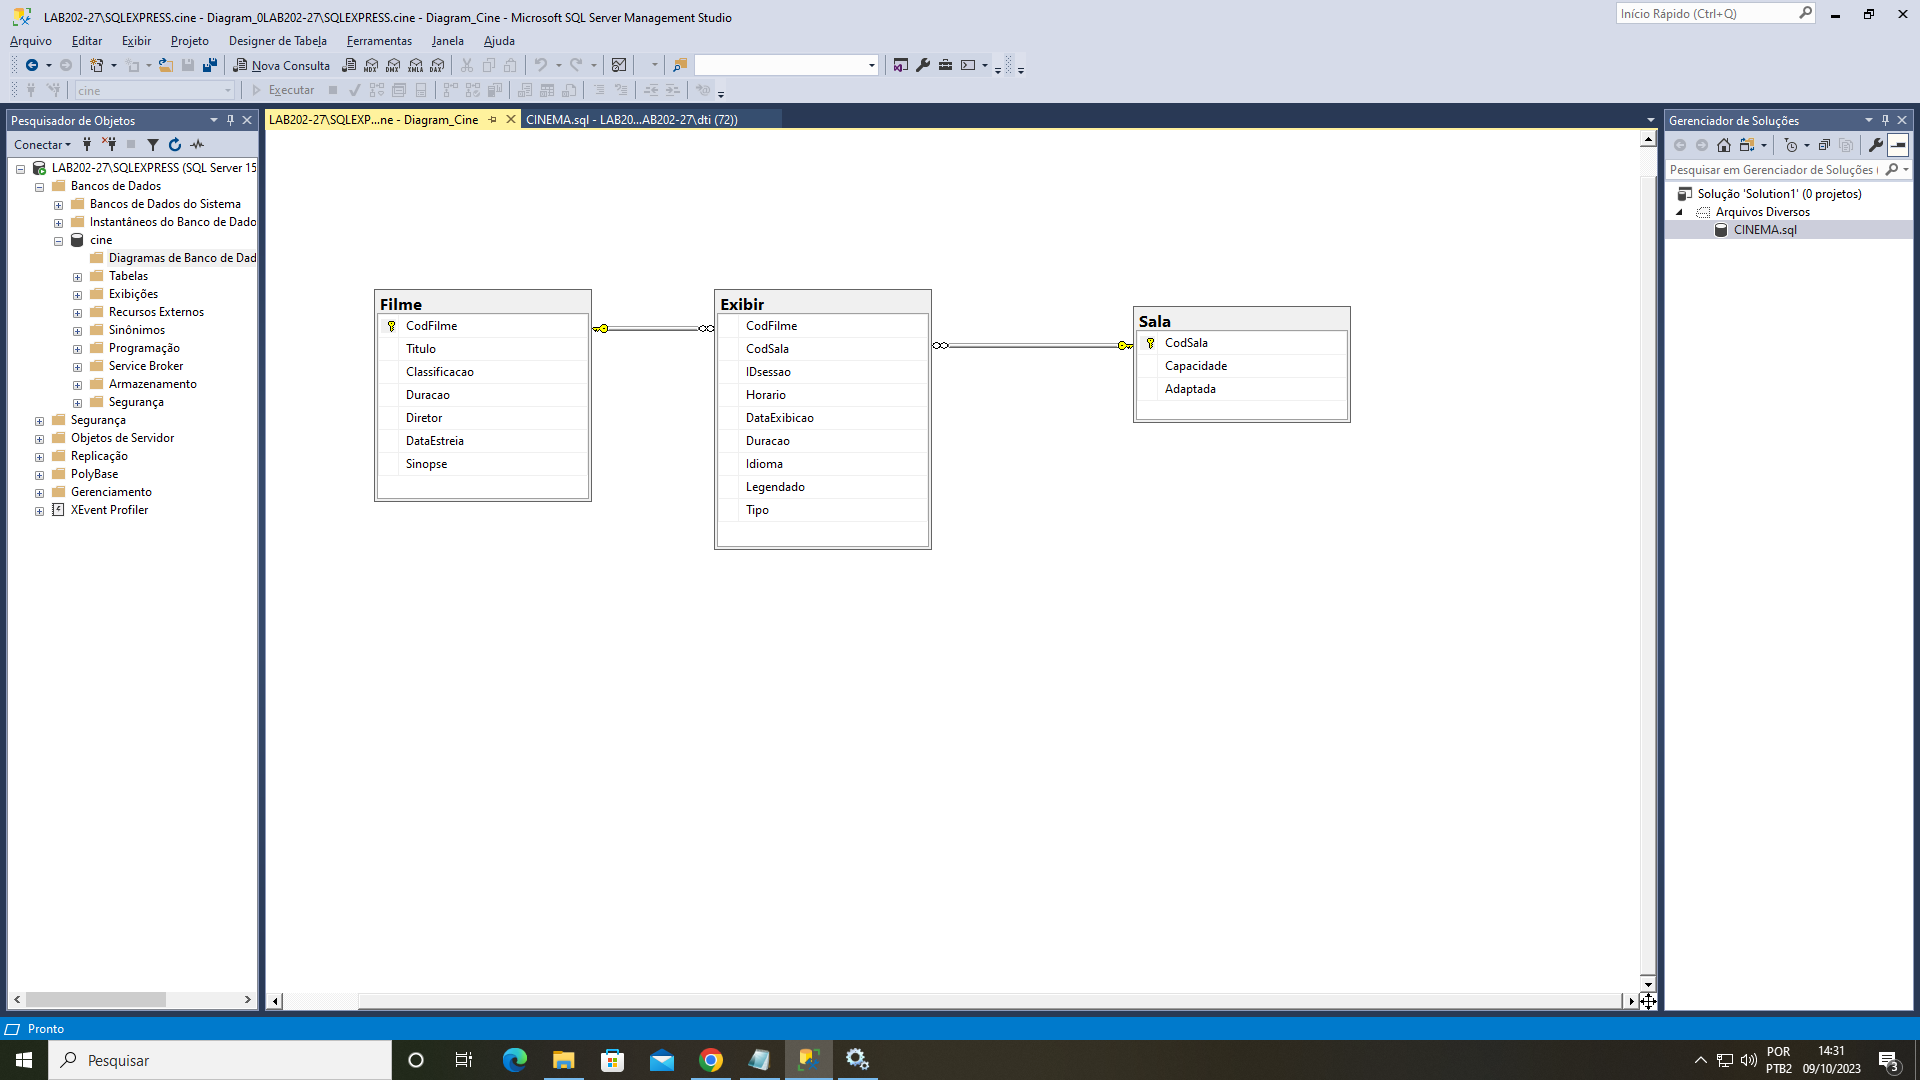 LAB202-27\SQLEXPRESS.cine - Diagram_0LAB202-27\SQLEXPRESS.cine - Diagram_Cine - Microsoft SQL Server Management Studio
Início Rápido (Ctrl+Q)
Arquivo Editar Exibir Projeto Designer de Tabela Ferramentas Janela Ajuda
Nova Consulta
MDX DMX XMLA DAX
cine
Executar
Pesquisador de Objetos
Conectar
LAB202-27\SQLEXPRESS (SQL Server 15
Bancos de Dados
Bancos de Dados do Sistema
Instantâneos do Banco de Dado
cine
Diagramas de Banco de Dad
Tabelas
Exibições
Recursos Externos
Sinônimos
Programação
Service Broker
Armazenamento
Segurança
Segurança
Objetos de Servidor
Replicação
PolyBase
Gerenciamento
XEvent Profiler
LAB202-27\SQLEXP...ne - Diagram_Cine
CINEMA.sql - LAB20...AB202-27\dti (72))
Filme
CodFilme
Titulo
Classificacao
Duracao
Diretor
DataEstreia
Sinopse
Exibir
CodFilme
CodSala
IDsessao
Horario
DataExibicao
Duracao
Idioma
Legendado
Tipo
Sala
CodSala
Capacidade
Adaptada
Gerenciador de Soluções
Pesquisar em Gerenciador de Soluções (
Solução 'Solution1' (0 projetos)
Arquivos Diversos
CINEMA.sql
Pronto
Pesquisar
POR
PTB2
14:31
09/10/2023
3